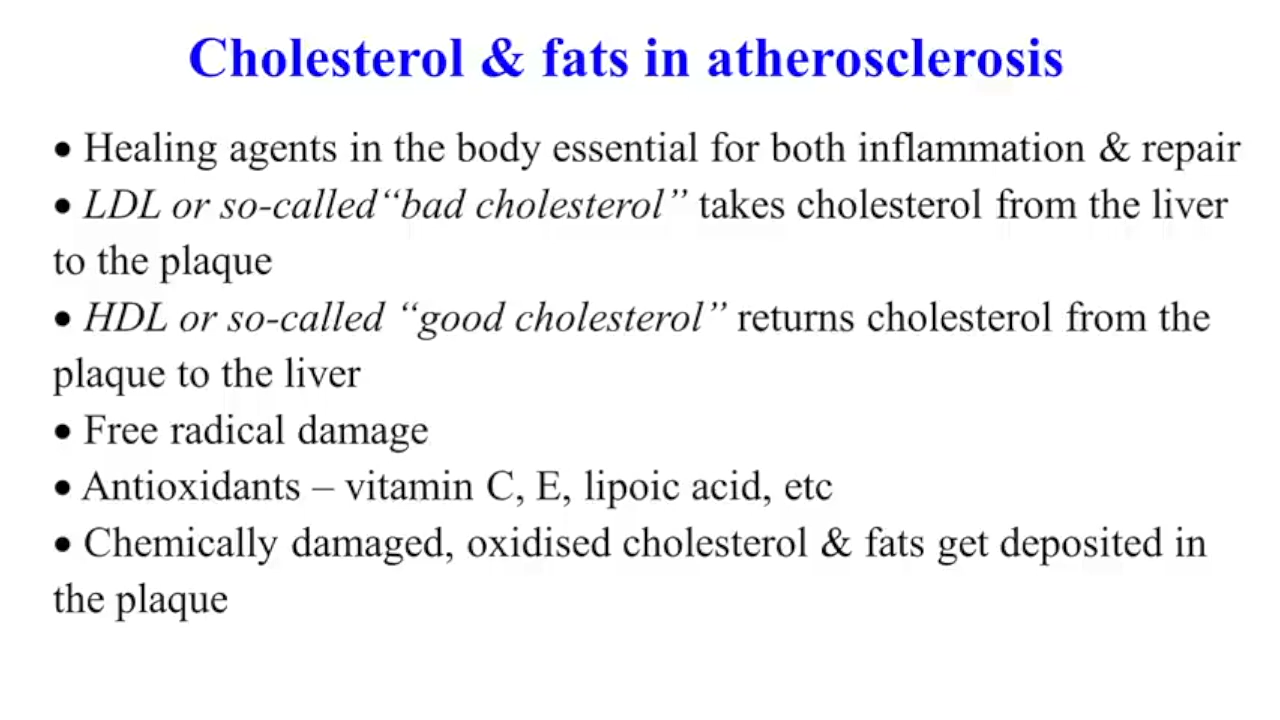 Cholesterol & fats in atherosclerosis
• Healing agents in the body essential for both inflammation & repair
• LDL or so-called“bad cholesterol” takes cholesterol from the liver
to the plaque
• HDL or so-called “good cholesterol” returns cholesterol from the
plaque to the liver
• Free radical damage
• Antioxidants – vitamin C, E, lipoic acid, etc
• Chemically damaged, oxidised cholesterol & fats get deposited in
the plaque